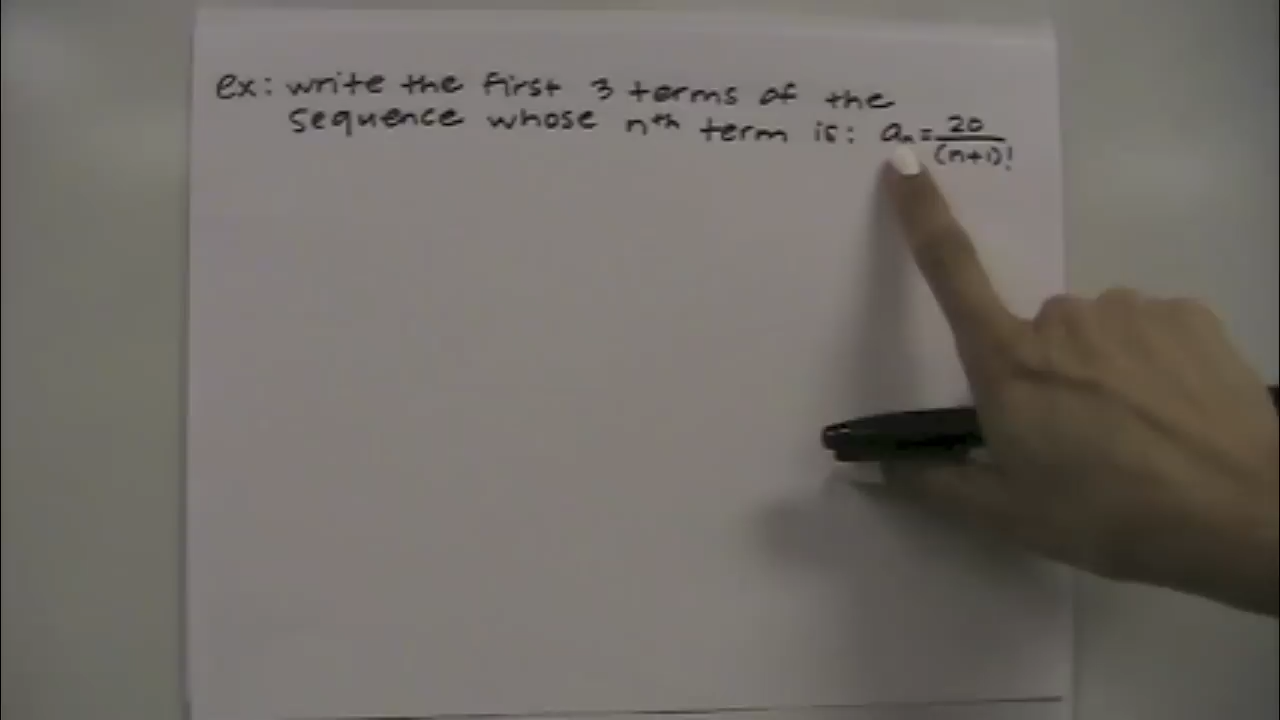 ex: write the first 3 terms of the
sequence whose nth term is: aₙ = 20/(n+1)!